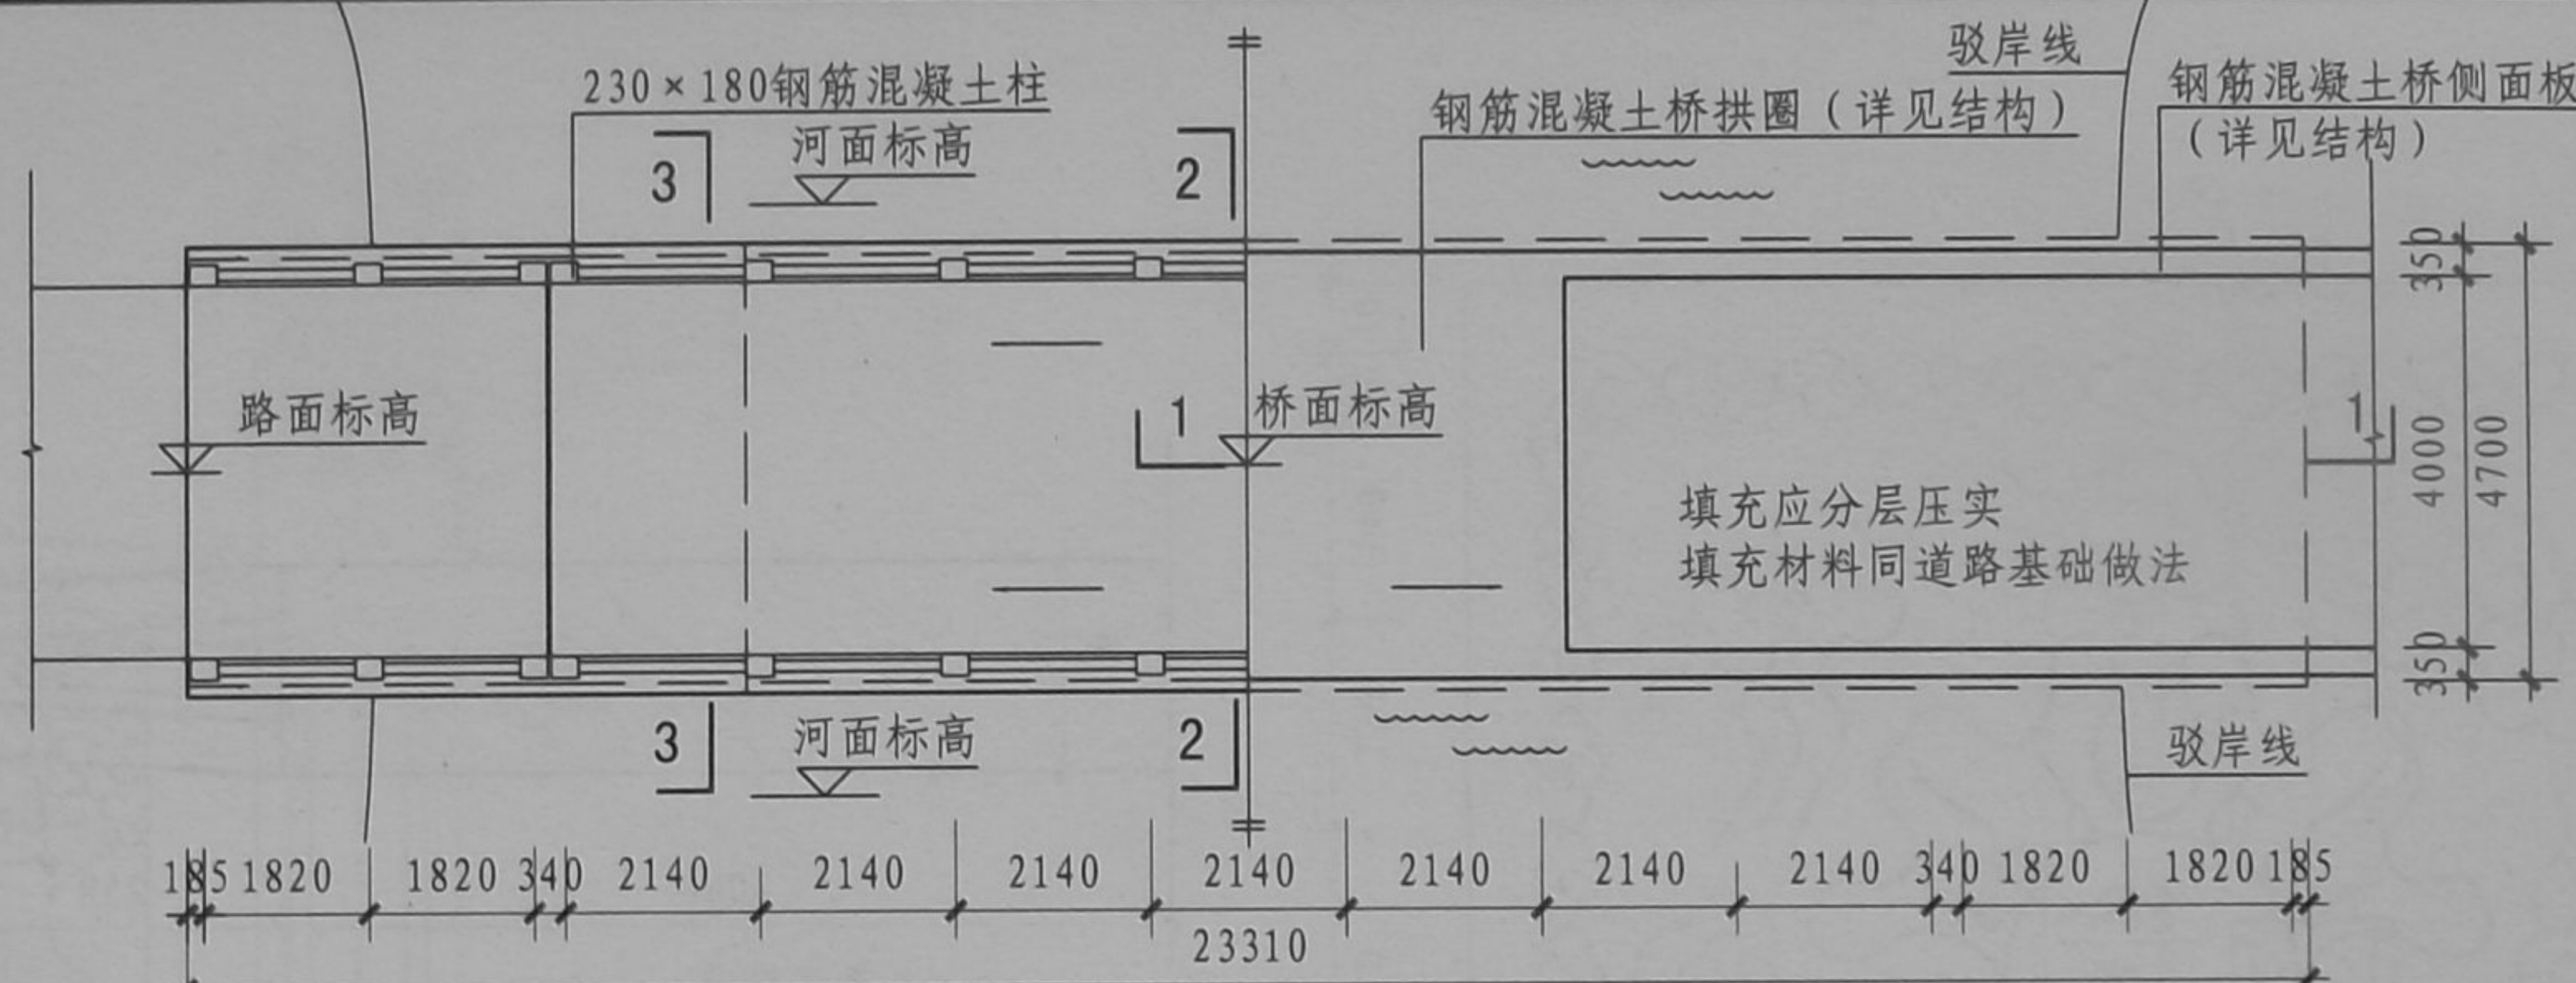 驳岸线
230×180钢筋混凝土柱
钢筋混凝土桥拱圈（详见结构）
钢筋混凝土桥侧面板
（详见结构）
3
河面标高
2
350
路面标高
1
桥面标高
1
4000
4700
填充应分层压实
填充材料同道路基础做法
350
3
河面标高
2
驳岸线
185 1820 1820 340 2140 2140 2140 2140 2140 2140 2140 340 1820 1820 185
23310